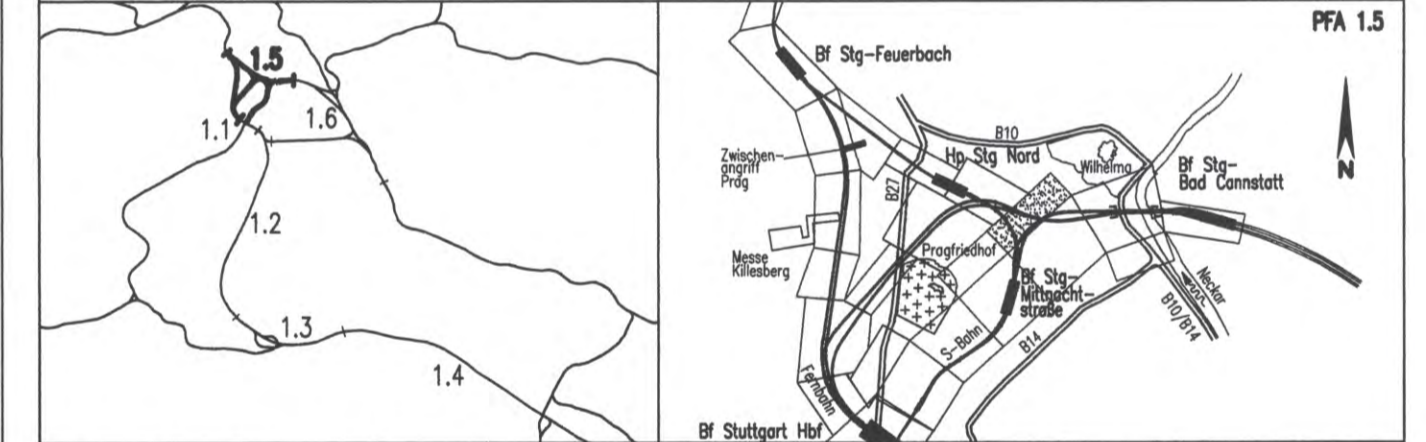 1.5
1.1
1.6
1.2
1.3
1.4
PFA 1.5
Bf Stg-Feuerbach
N
B10
Zwischen-
angriff
Prag
Hp Stg Nord
Wilhelma
Bf Stg-
Bad Cannstatt
B27
Messe
Killesberg
Pragfriedhof
Bf Stg-
Mittnacht-
straße
Neckar
B10/B14
S-Bahn
B14
Fernbahn
Bf Stuttgart Hbf